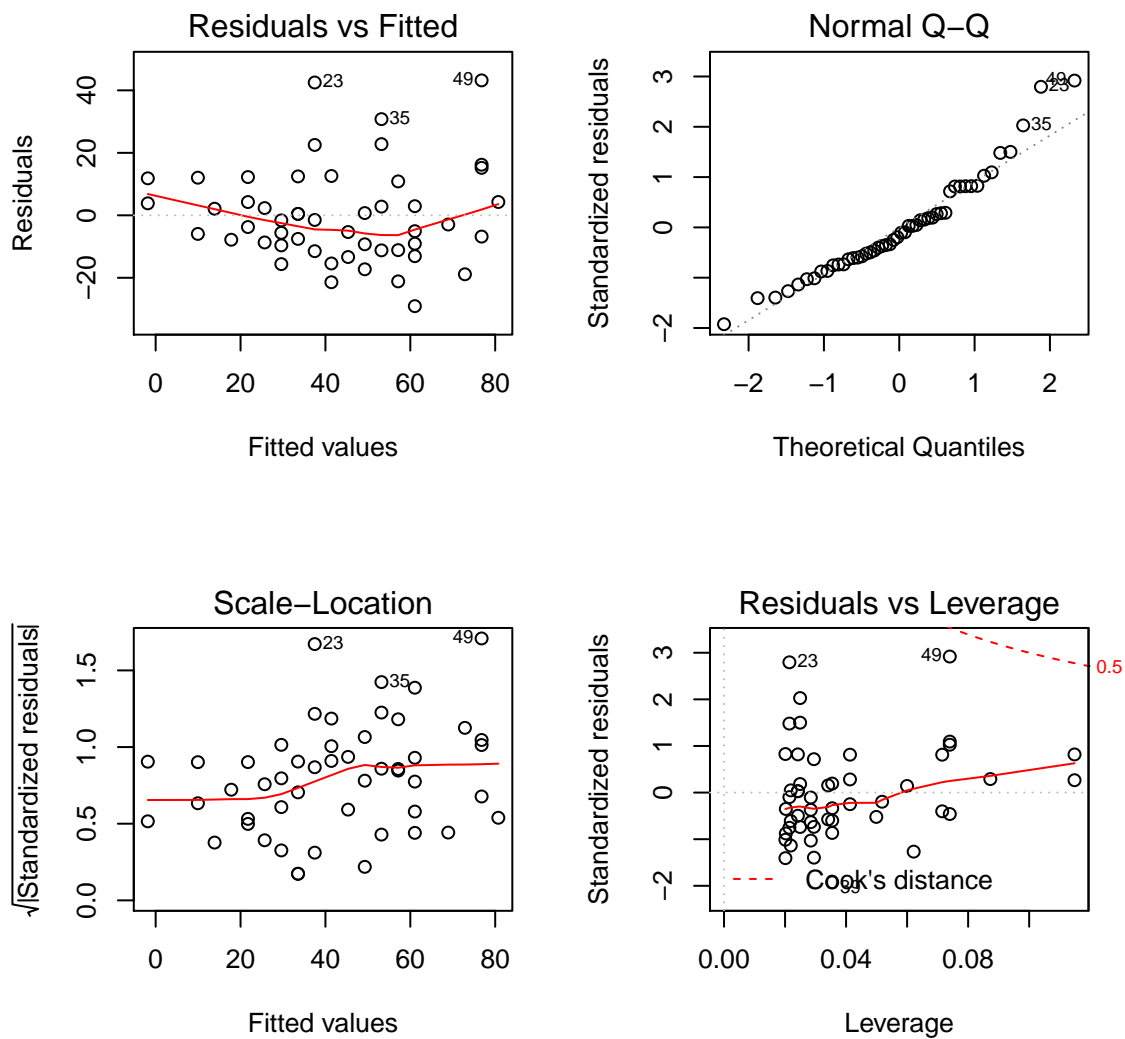 Residuals vs Fitted
40
20
0
−20
Residuals
23
49
35
0 20 40 60 80
Fitted values
Normal Q−Q
3
2
1
0
−2
Standardized residuals
49
23
35
−2 −1 0 1 2
Theoretical Quantiles
Scale−Location
1.5
1.0
0.5
0.0
√|Standardized residuals|
23
49
35
0 20 40 60 80
Fitted values
Residuals vs Leverage
3
2
1
0
−2
Standardized residuals
23
49
0.5
Cook's distance
0.00 0.04 0.08
Leverage